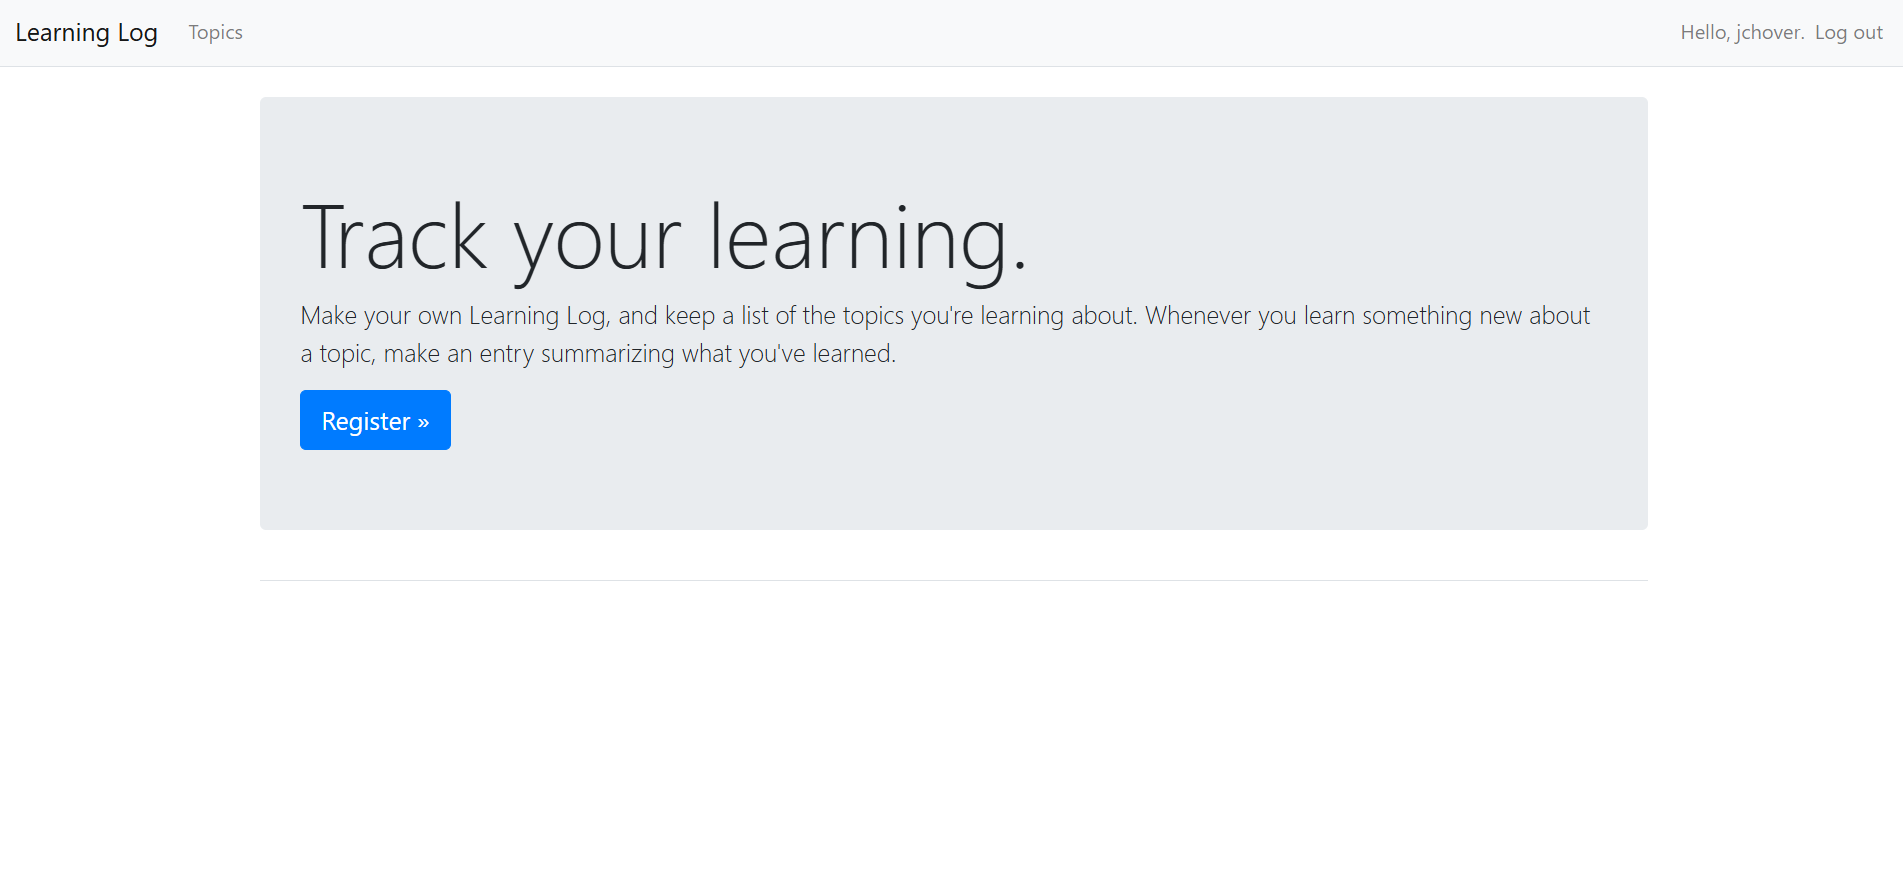 Learning Log Topics Hello, jchover. Log out
Track your learning.
Make your own Learning Log, and keep a list of the topics you're learning about. Whenever you learn something new about
a topic, make an entry summarizing what you've learned.
Register »